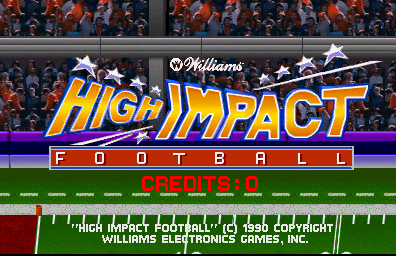 Williams
HIGH IMPACT
FOOTBALL
CREDITS:0
"HIGH IMPACT FOOTBALL" (C) 1990 COPYRIGHT
WILLIAMS ELECTRONICS GAMES, INC.